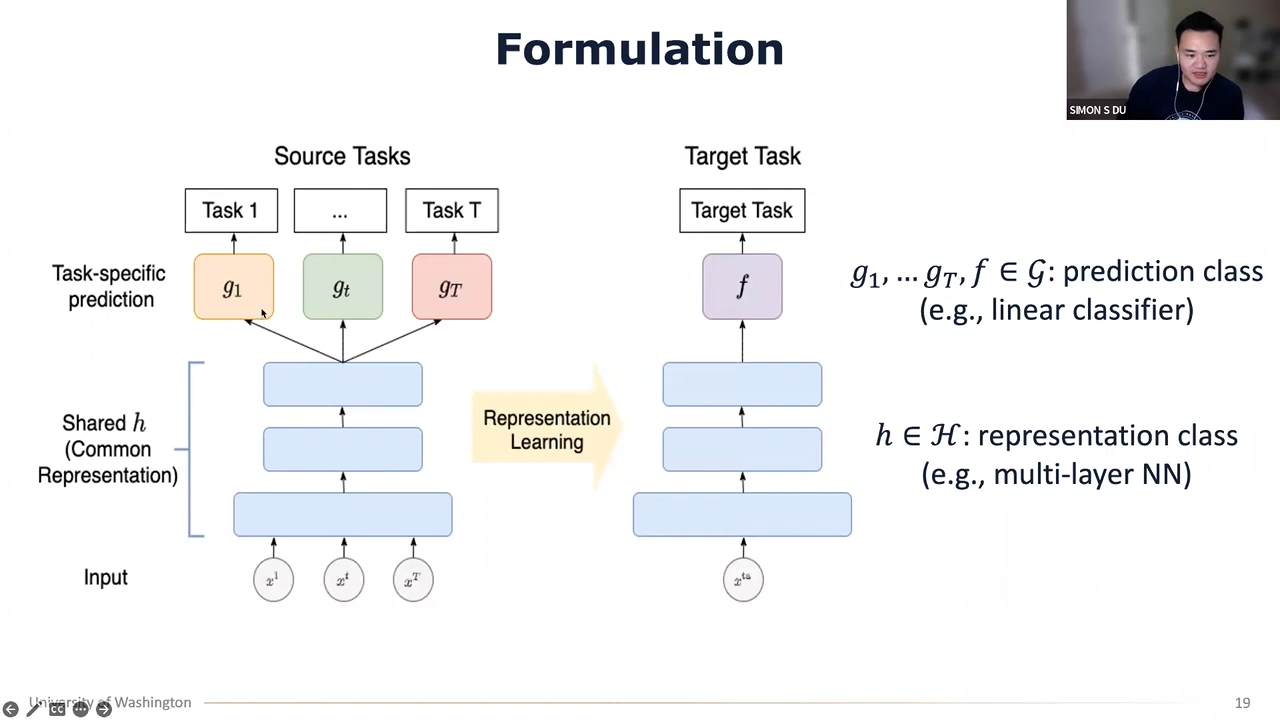 Formulation
SIMON S DU
Source Tasks
Target Task
Task 1
...
Task T
Target Task
Task-specific
prediction
g₁
gₜ
g_T
f
g₁, … g_T, f ∈ 𝒢: prediction class
(e.g., linear classifier)
Shared h
(Common
Representation)
Representation
Learning
h ∈ ℋ: representation class
(e.g., multi-layer NN)
Input
x¹
xᵗ
x^T
x^ta
University of Washington
19